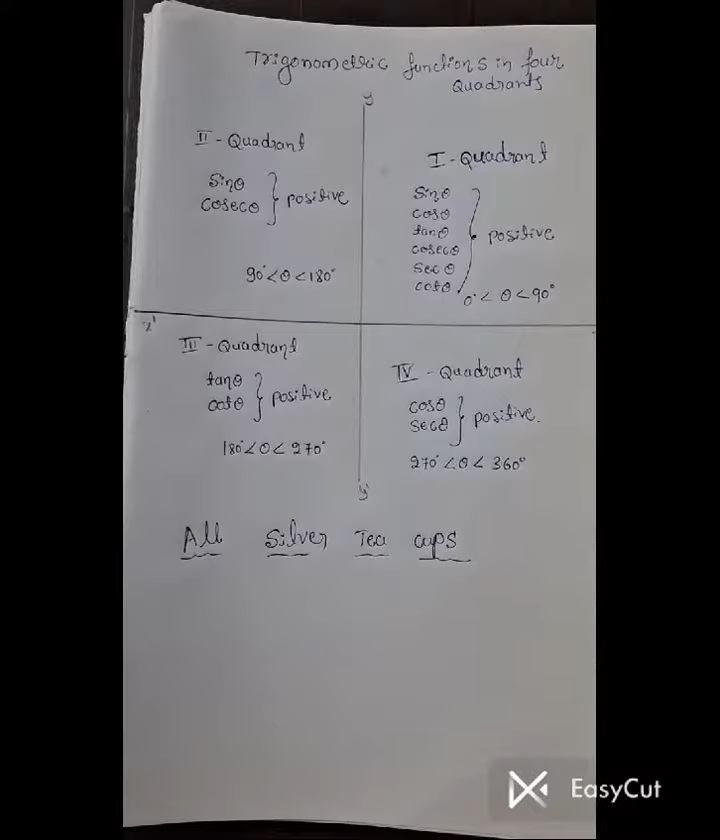 Trigonometric functions in four
Quadrants
y
II - Quadrant
sinθ
cosecθ
positive
90° < θ < 180°
I - Quadrant
sinθ
cosθ
tanθ
cosecθ
secθ
cotθ
positive
0° < θ < 90°
x'
III - Quadrant
tanθ
cotθ
positive
180° < θ < 270°
IV - Quadrant
cosθ
secθ
positive.
270° < θ < 360°
y'
All Silver Tea cups
EasyCut